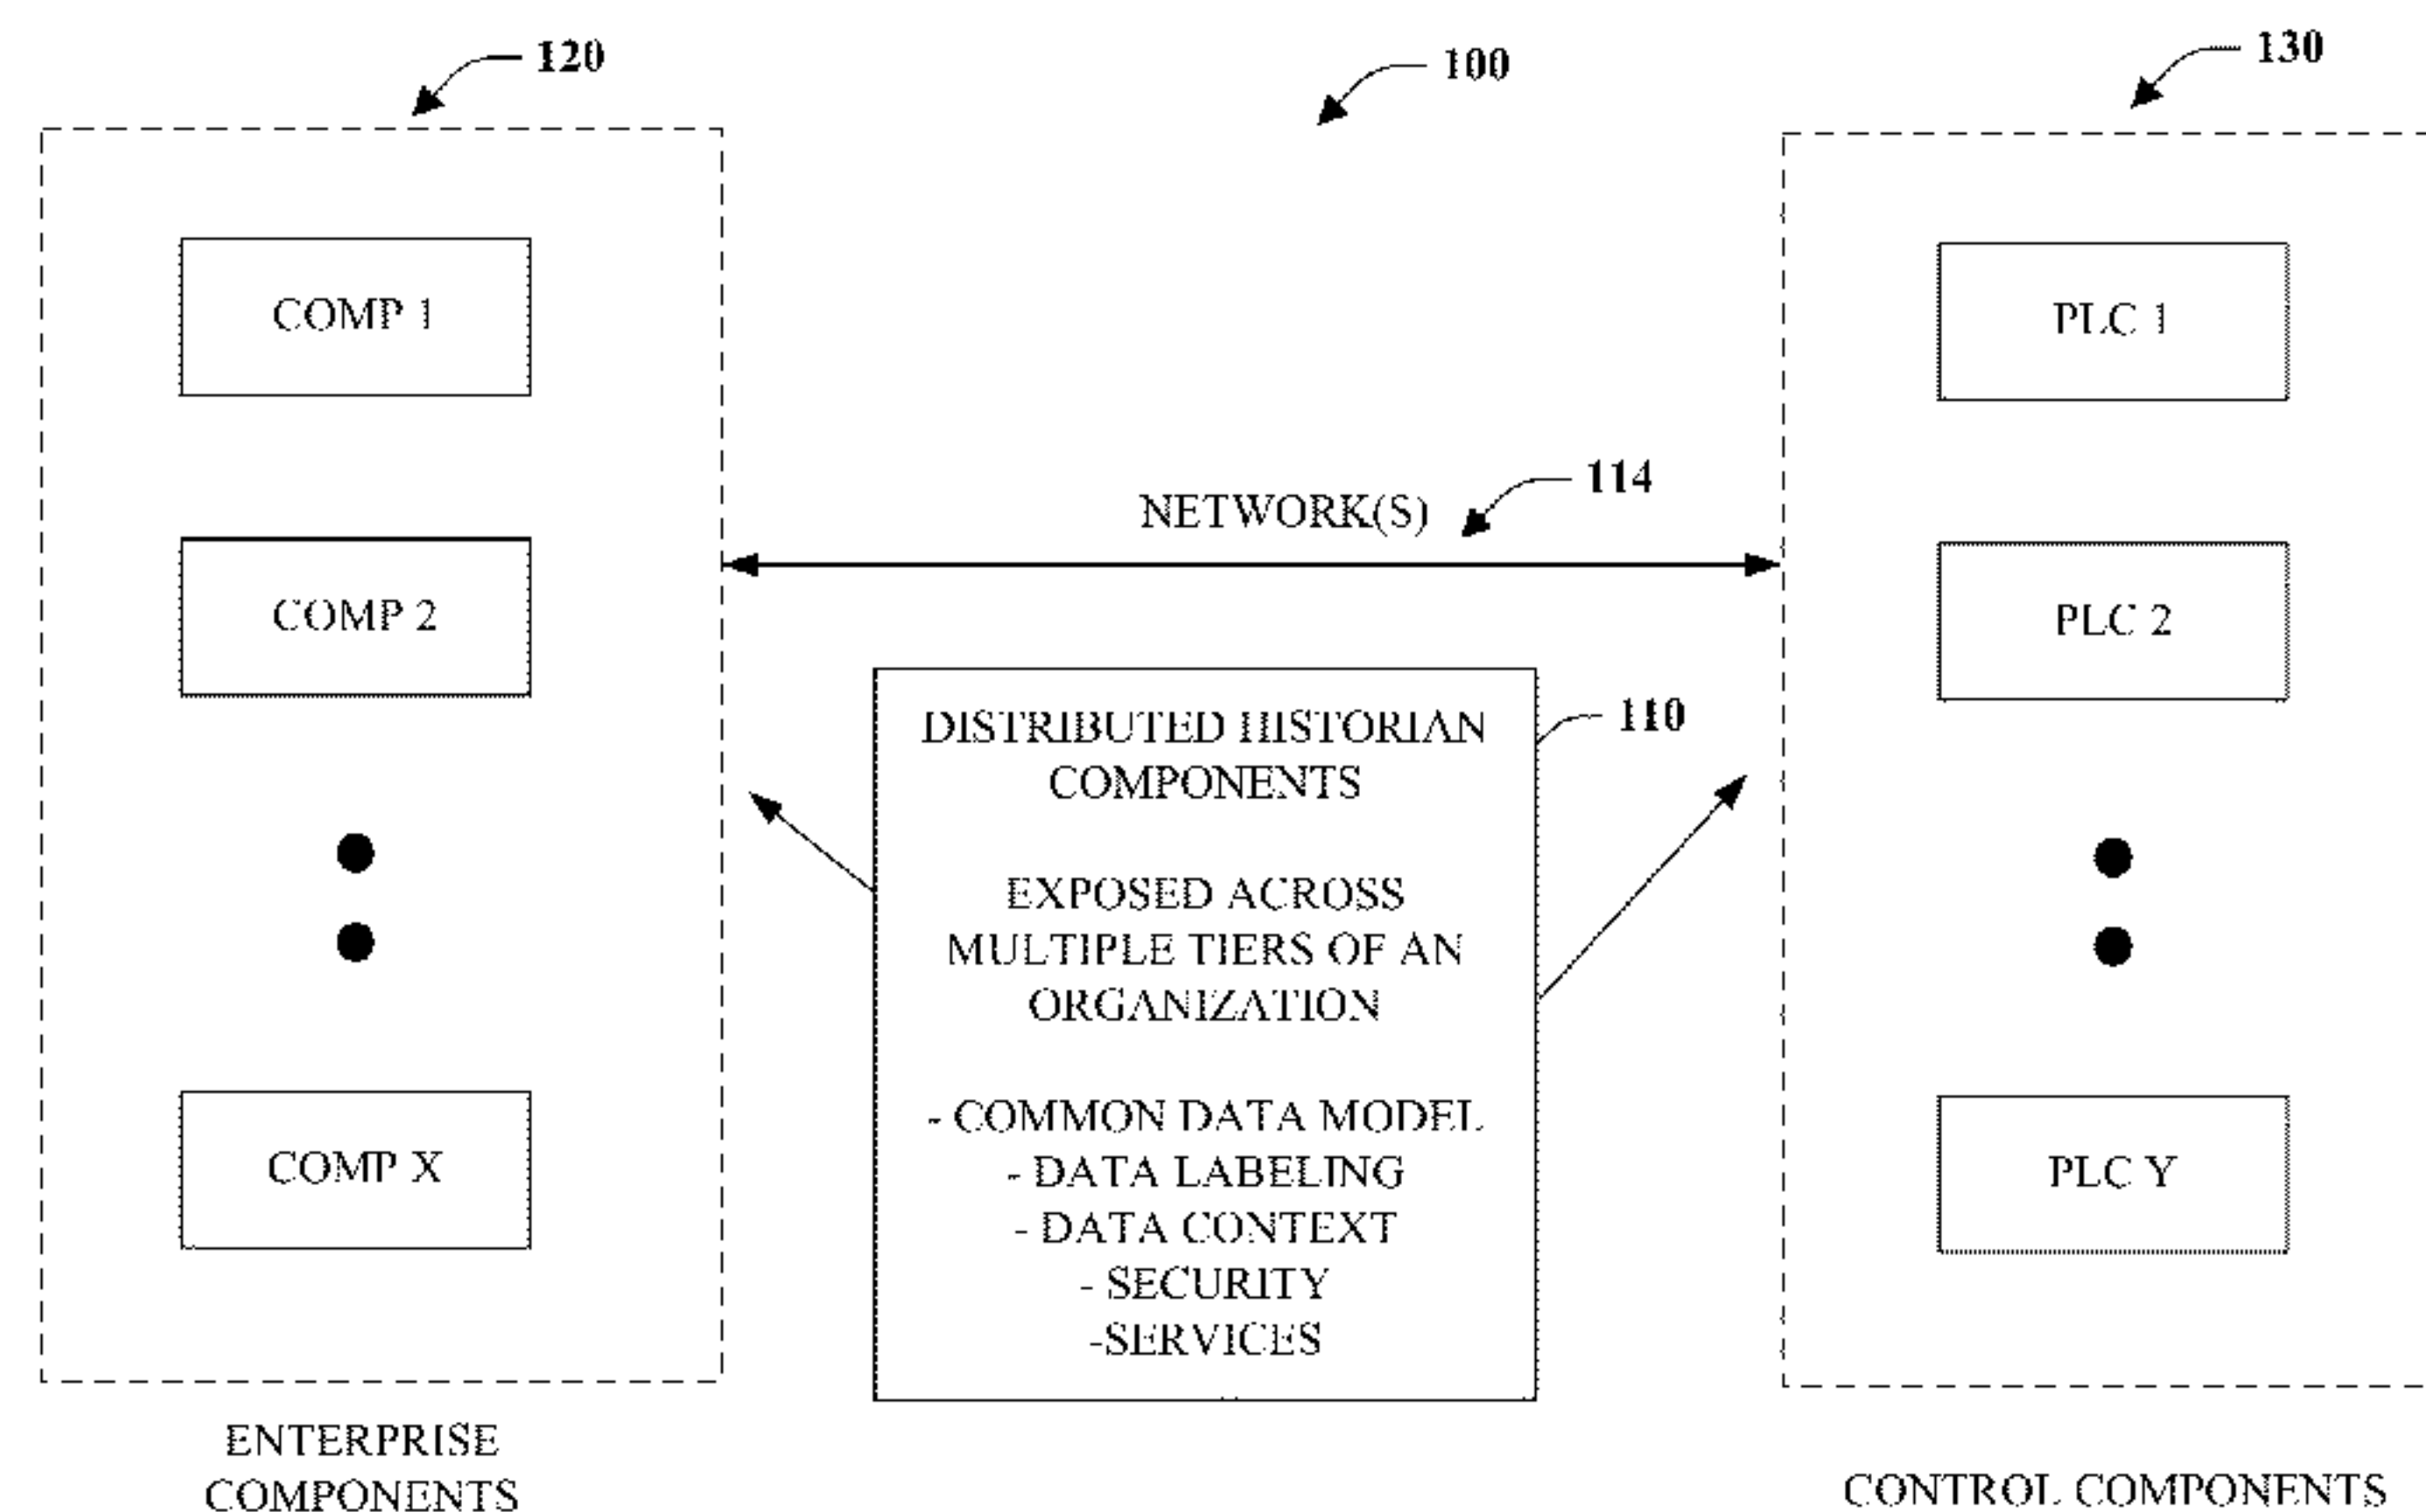 120
100
130
COMP 1
PLC 1
NETWORK(S)
114
COMP 2
PLC 2
DISTRIBUTED HISTORIAN
COMPONENTS
110
EXPOSED ACROSS
MULTIPLE TIERS OF AN
ORGANIZATION
- COMMON DATA MODEL
- DATA LABELING
- DATA CONTEXT
- SECURITY
-SERVICES
COMP X
PLC Y
ENTERPRISE
COMPONENTS
CONTROL COMPONENTS